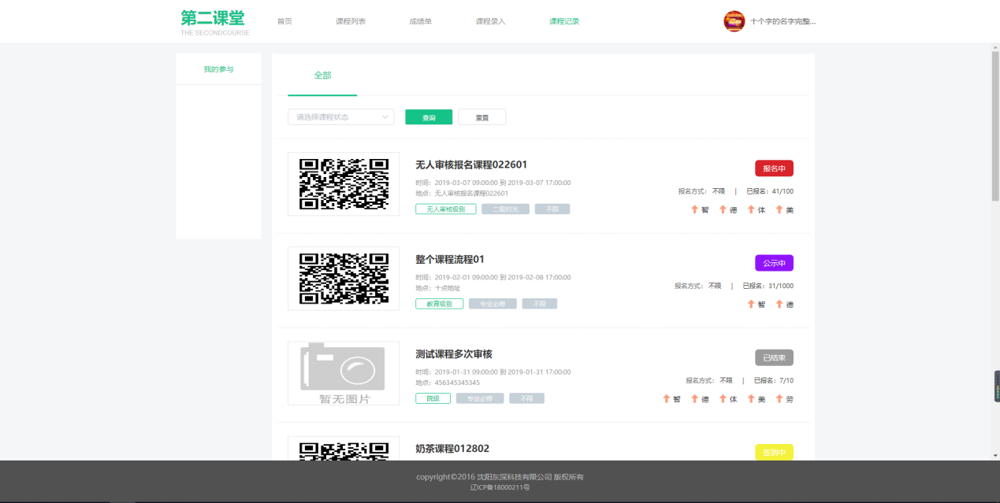 第二课堂
THE SECONDCOURSE
首页 课程列表 成绩单 课程录入 课程记录
十个字的名字完整...
我的参与
全部
请选择课程状态 查询 重置
无人审核报名课程022601 报名中
时间：2019-03-07 09:00:00 到 2019-03-07 17:00:00
报名方式： 不限 | 已报名：41/100
地点：无人审核报名课程022601
无人审核级别 二课时光 不限
智 德 体 美
整个课程流程01 公示中
时间：2019-02-01 09:00:00 到 2019-02-08 17:00:00
报名方式： 不限 | 已报名：31/1000
地点：十点地址
教育级别 专业必修 不限
智 德
测试课程多次审核 已结束
时间：2019-01-31 09:00:00 到 2019-01-31 17:00:00
报名方式： 不限 | 已报名：7/10
地点：456345345345
院级 专业必修 不限
智 德 体 美 劳
暂无图片
奶茶课程012802 签到中
copyright©2016 沈阳东深科技有限公司 版权所有
辽ICP备18000211号